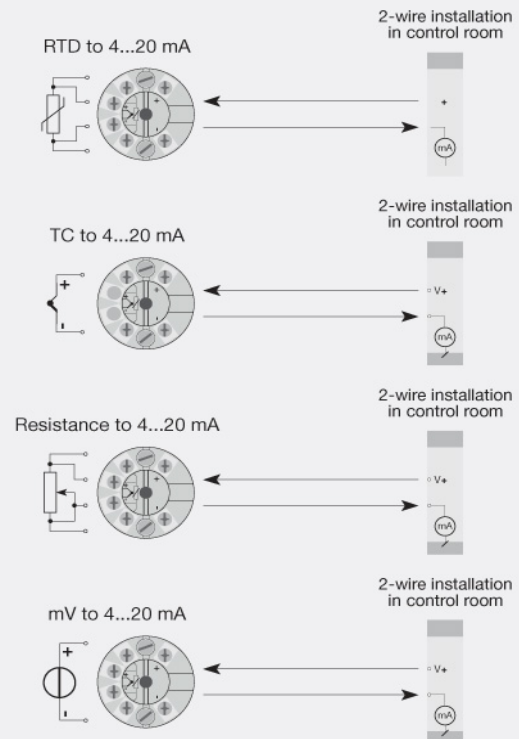 2-wire installation
in control room
RTD to 4...20 mA
+
+
-
mA
2-wire installation
in control room
TC to 4...20 mA
+
-
+
-
V+
mA
2-wire installation
in control room
Resistance to 4...20 mA
+
-
V+
mA
2-wire installation
in control room
mV to 4...20 mA
+
-
+
-
V+
mA